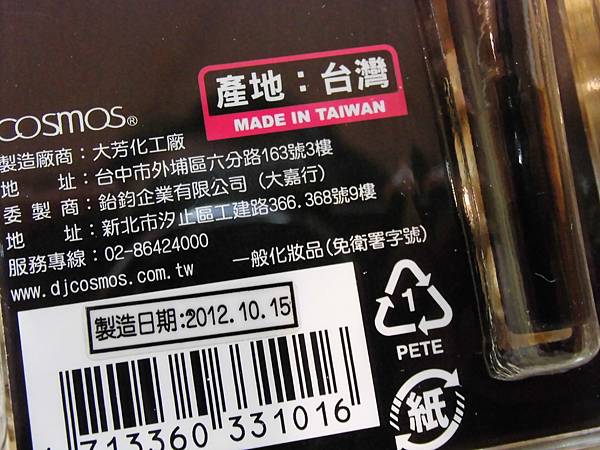 產地：台灣
MADE IN TAIWAN
COSMOS®
製造廠商：大芳化工廠
地　　址：台中市外埔區六分路163號3樓
委製商：鉑鈞企業有限公司（大嘉行）
地　　址：新北市汐止區工建路366.368號9樓
服務專線：02-86424000
www.djcosmos.com.tw
一般化妝品(免衛署字號)
製造日期:2012.10.15
1
PETE
紙
4 713360 331016